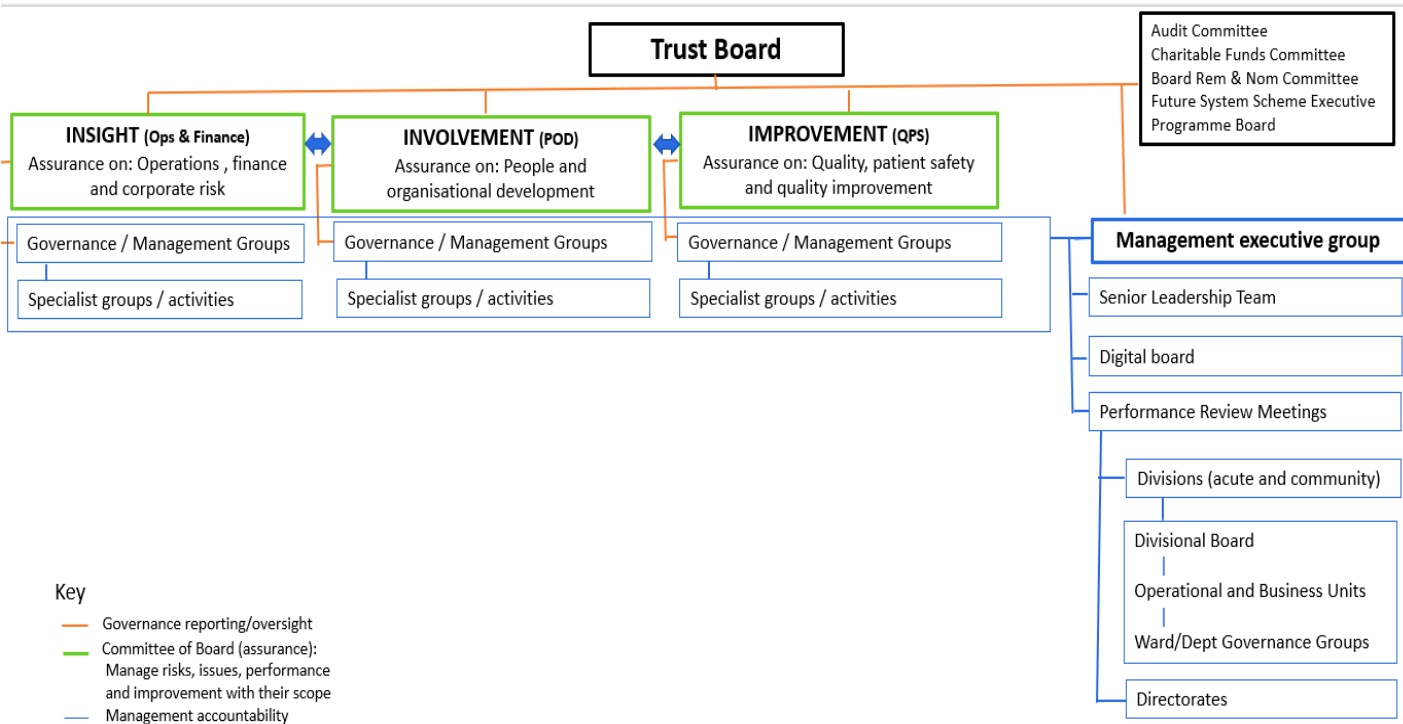 Trust Board
Audit Committee
Charitable Funds Committee
Board Rem & Nom Committee
Future System Scheme Executive
Programme Board
INSIGHT (Ops & Finance)
Assurance on: Operations , finance
and corporate risk
INVOLVEMENT (POD)
Assurance on: People and
organisational development
IMPROVEMENT (QPS)
Assurance on: Quality, patient safety
and quality improvement
Governance / Management Groups
Specialist groups / activities
Governance / Management Groups
Specialist groups / activities
Governance / Management Groups
Specialist groups / activities
Management executive group
Senior Leadership Team
Digital board
Performance Review Meetings
Divisions (acute and community)
Divisional Board
Operational and Business Units
Ward/Dept Governance Groups
Directorates
Key
Governance reporting/oversight
Committee of Board (assurance):
Manage risks, issues, performance
and improvement with their scope
Management accountability